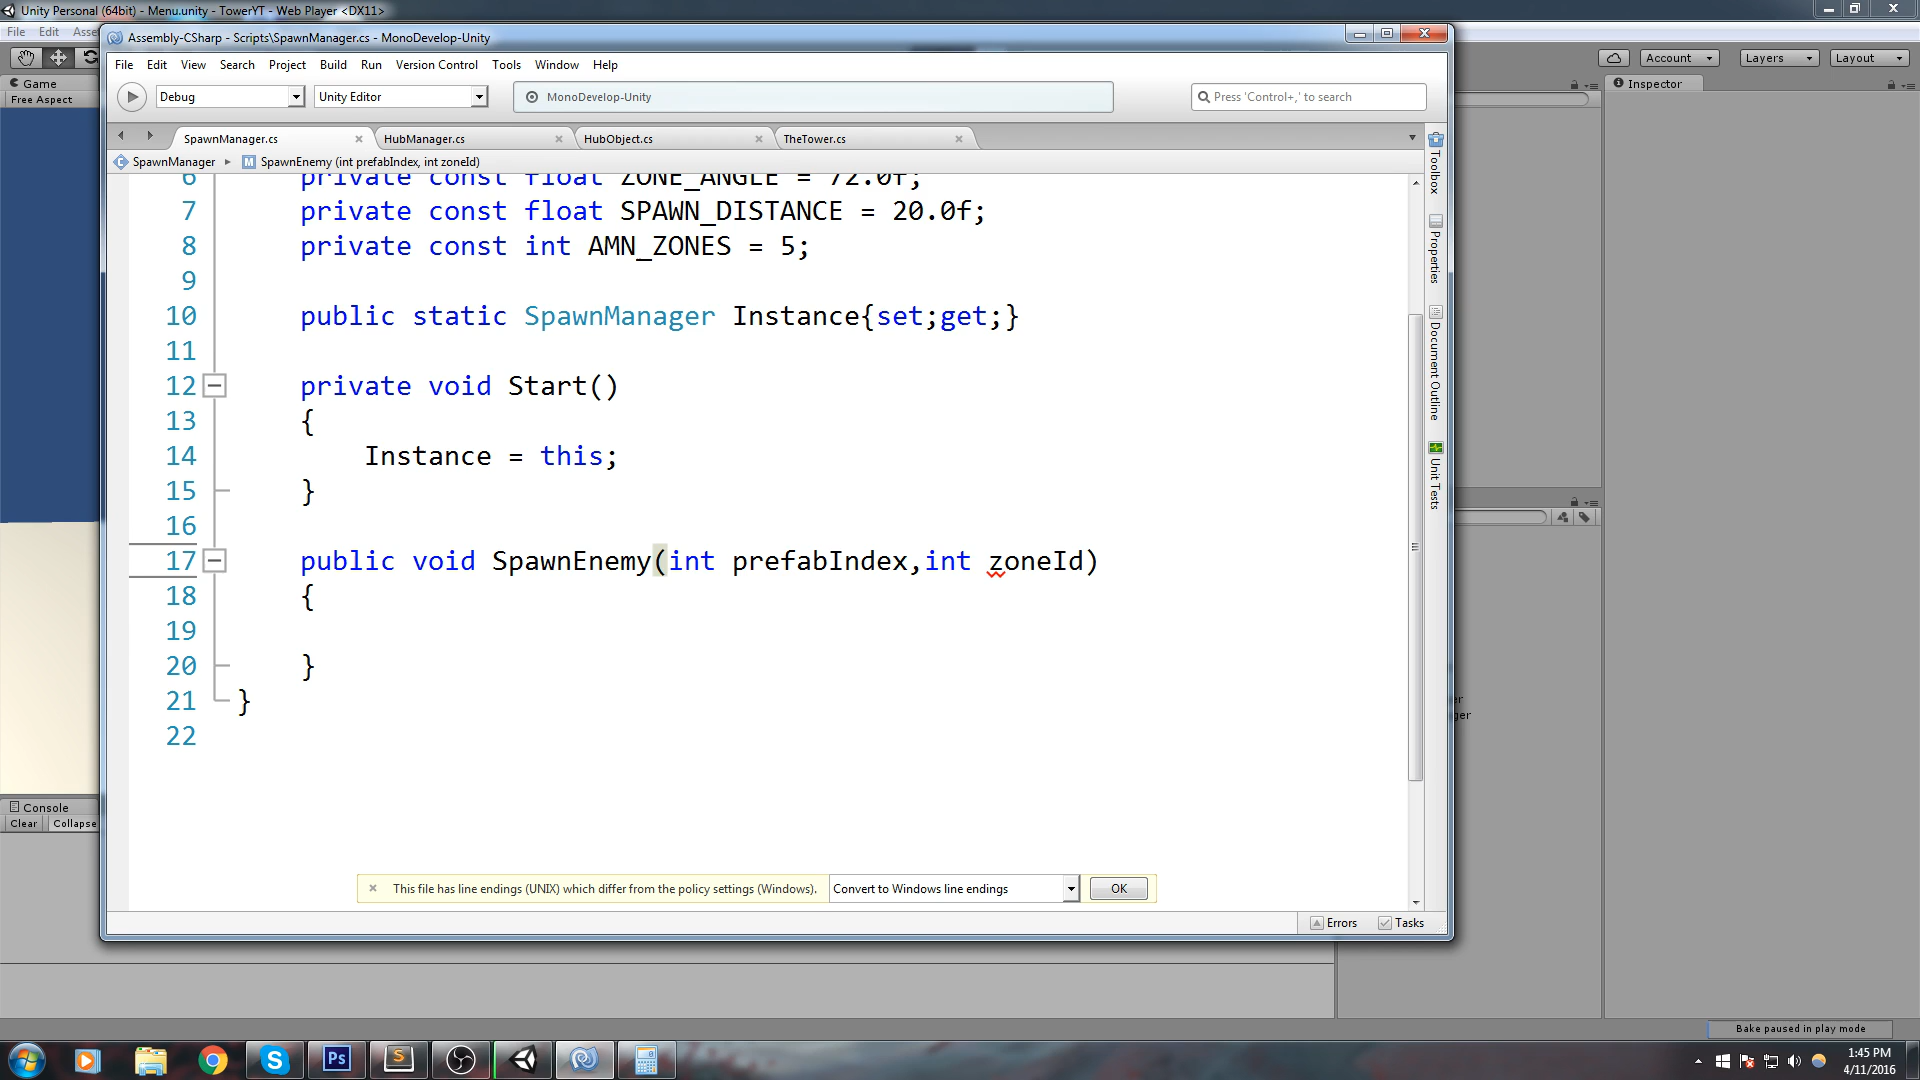 Unity Personal (64bit) - Menu.unity - TowerYT - Web Player <DX11>
File Edit Asse
Assembly-CSharp - Scripts\SpawnManager.cs - MonoDevelop-Unity
File Edit View Search Project Build Run Version Control Tools Window Help
Account Layers Layout
Game
Inspector
Free Aspect
Debug
Unity Editor
MonoDevelop-Unity
Press 'Control+,' to search
SpawnManager.cs HubManager.cs HubObject.cs TheTower.cs
SpawnManager SpawnEnemy (int prefabIndex, int zoneId)
6 private const float ZONE_ANGLE = 72.0f;
7 private const float SPAWN_DISTANCE = 20.0f;
8 private const int AMN_ZONES = 5;
9
10 public static SpawnManager Instance{set;get;}
11
12 private void Start()
13 {
14 Instance = this;
15 }
16
17 public void SpawnEnemy(int prefabIndex,int zoneId)
18 {
19
20 }
21 }
22
Toolbox
Properties
Document Outline
Unit Tests
er
ger
Console
Clear Collapse
This file has line endings (UNIX) which differ from the policy settings (Windows). Convert to Windows line endings OK
Errors Tasks
Bake paused in play mode
Ps
1:45 PM
4/11/2016